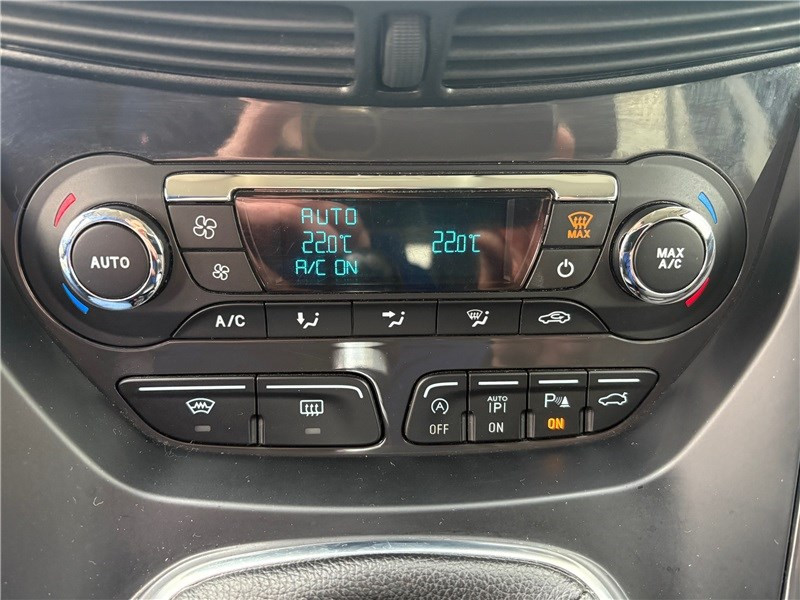 AUTO
22.0°C 22.0°C
A/C ON
MAX
AUTO
MAX
A/C
A/C
A
OFF
AUTO
P
ON
P
ON